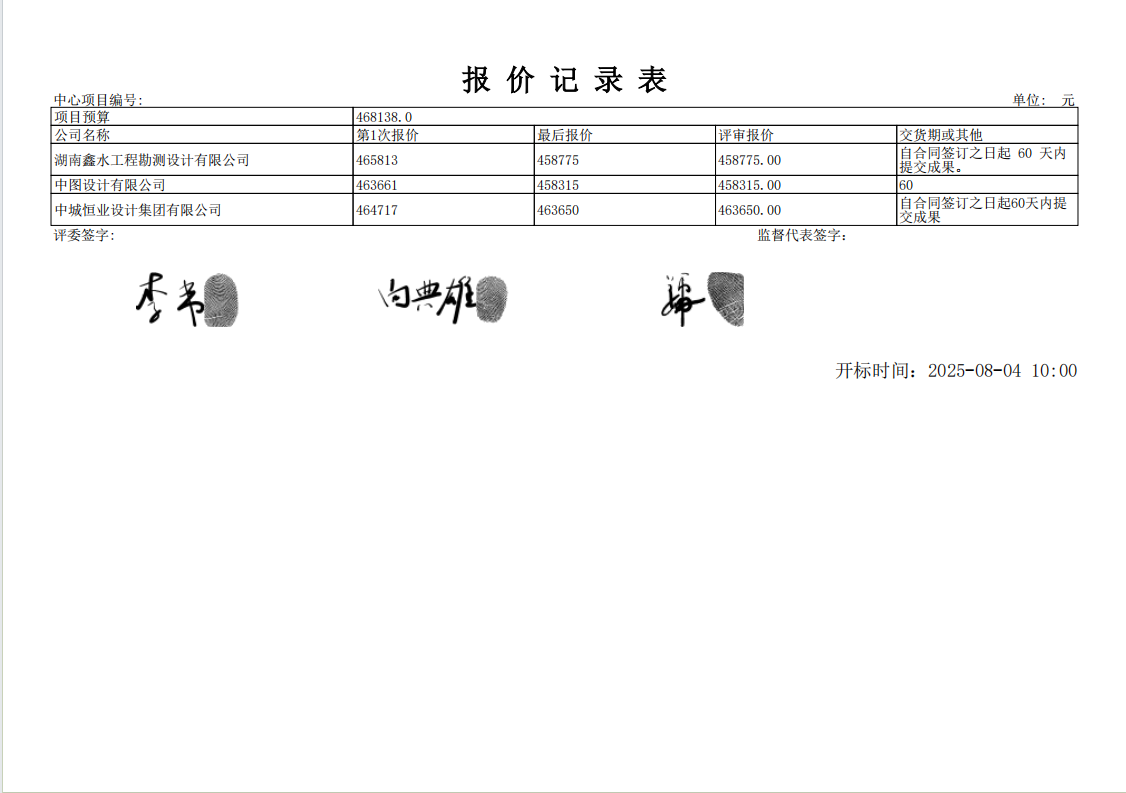 报价记录表
中心项目编号:
单位: 元
项目预算 468138.0
公司名称 第1次报价 最后报价 评审报价 交货期或其他
湖南鑫水工程勘测设计有限公司 465813 458775 458775.00 自合同签订之日起 60 天内
提交成果。
中图设计有限公司 463661 458315 458315.00 60
中城恒业设计集团有限公司 464717 463650 463650.00 自合同签订之日起60天内提
交成果
评委签字: 监督代表签字:
向典雄
开标时间: 2025-08-04 10:00